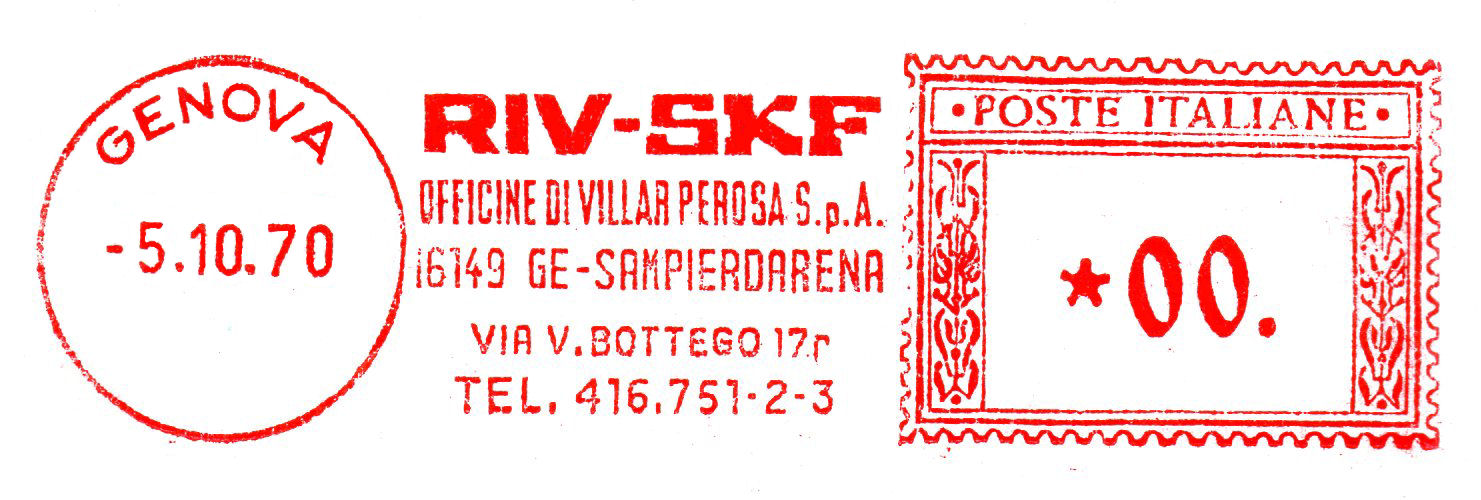 GENOVA
-5.10.70
RIV-SKF
OFFICINE DI VILLAR PEROSA S.p.A.
16149 GE-SAMPIERDARENA
VIA V. BOTTEGO 17r
TEL. 416.751-2-3
•POSTE ITALIANE•
*00.